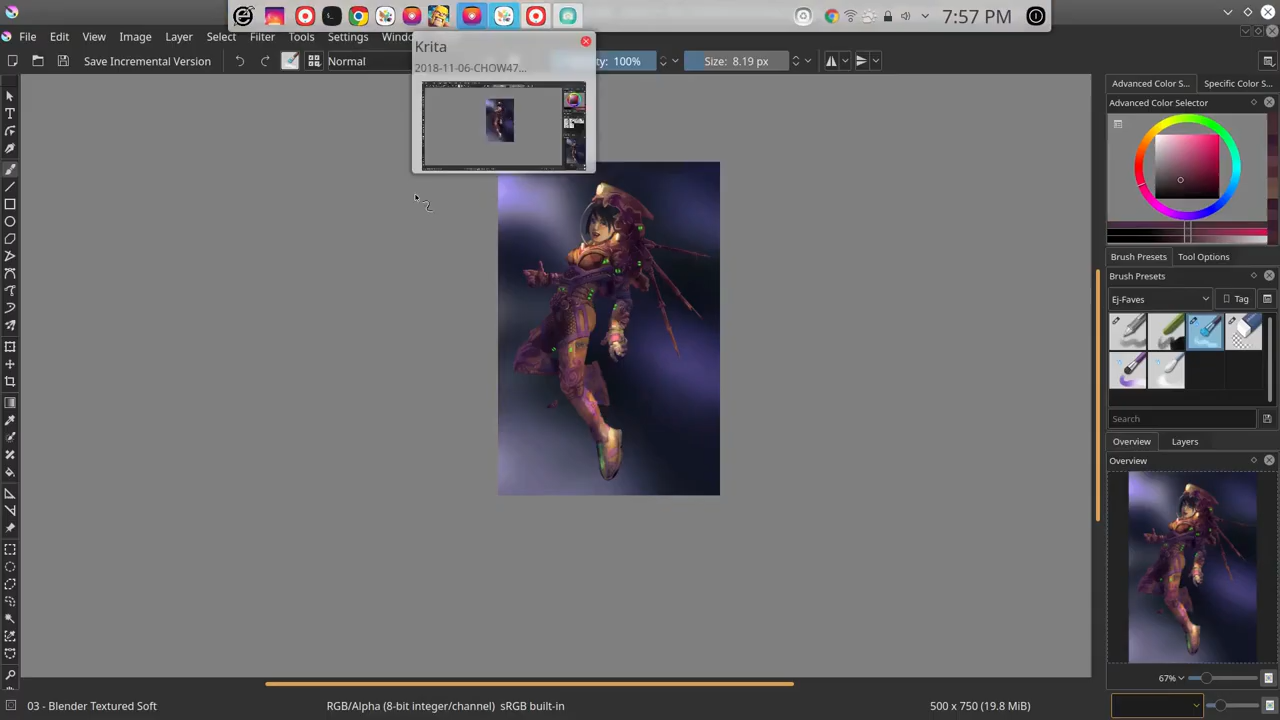 7:57 PM
File Edit View Image Layer Select Filter Tools Settings
Krita
2018-11-06-CHOW47...
Save Incremental Version
Normal
100%
Size: 8.19 px
Advanced Color S...
Specific Color S...
Advanced Color Selector
Brush Presets
Tool Options
Brush Presets
Ej-Faves
Tag
Search
Overview
Layers
Overview
67%
03 - Blender Textured Soft
RGB/Alpha (8-bit integer/channel) sRGB built-in
500 x 750 (19.8 MiB)